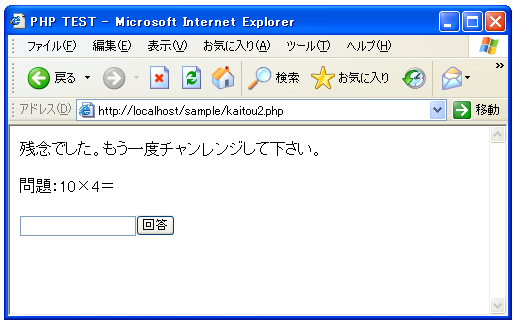 PHP TEST - Microsoft Internet Explorer
ファイル(F) 編集(E) 表示(V) お気に入り(A) ツール(T) ヘルプ(H)
戻る 検索 お気に入り »
アドレス(D) http://localhost/sample/kaitou2.php 移動
残念でした。もう一度チャンレンジして下さい。
問題:10×4=
回答